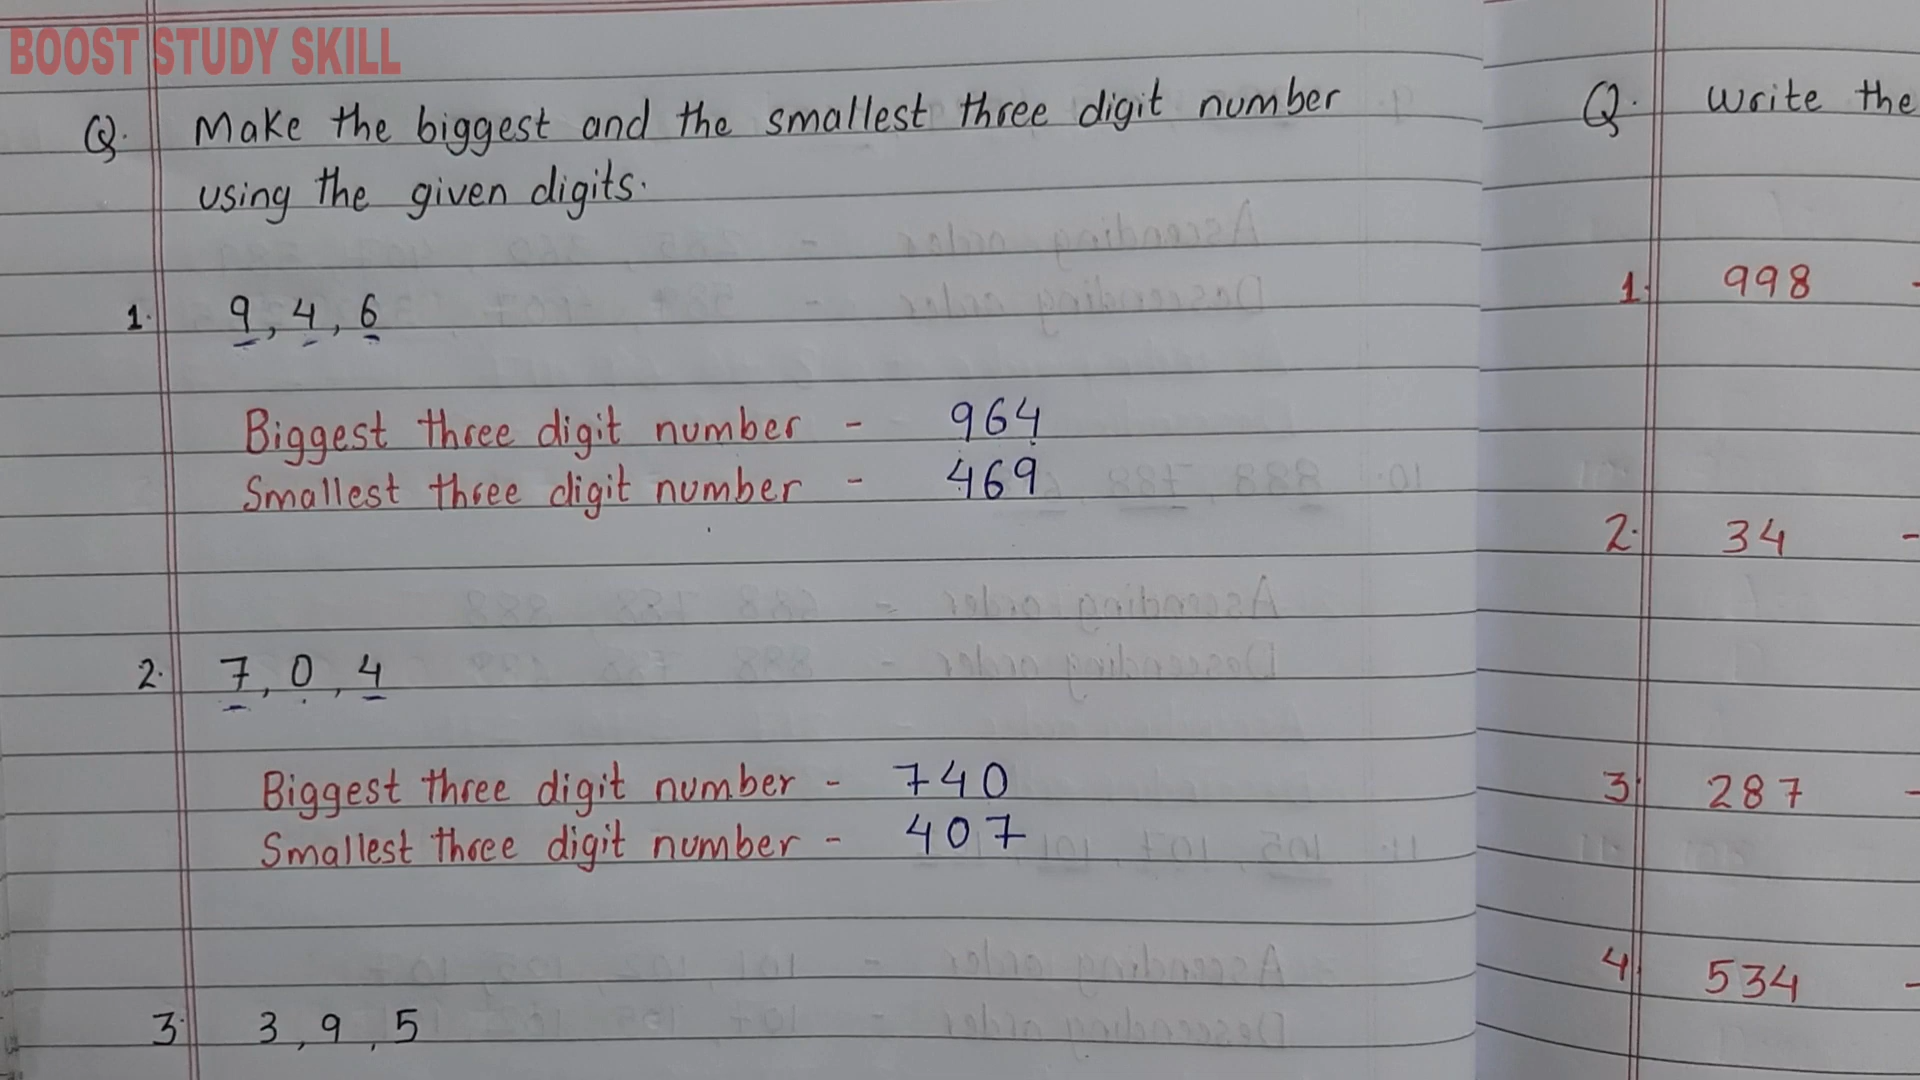 BOOST STUDY SKILL
Q. Make the biggest and the smallest three digit number
using the given digits.
1. 9, 4, 6
Biggest three digit number - 964
Smallest three digit number - 469
2. 7, 0, 4
Biggest three digit number - 740
Smallest three digit number - 407
3. 3, 9, 5
Q. Write the
1. 998 -
2. 34 -
3. 287 -
4. 534 -